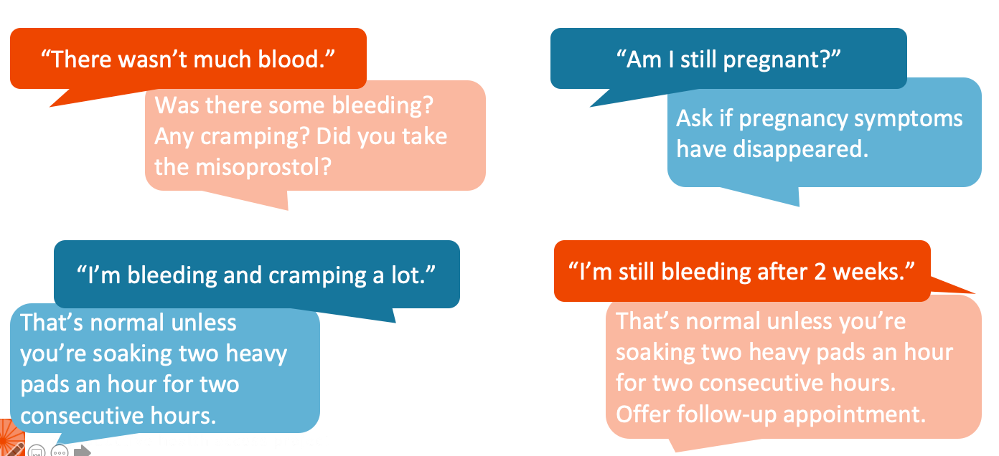 “There wasn’t much blood.”
Was there some bleeding?
Any cramping? Did you take
the misoprostol?
“Am I still pregnant?”
Ask if pregnancy symptoms
have disappeared.
“I’m bleeding and cramping a lot.”
That’s normal unless
you’re soaking two heavy
pads an hour for two
consecutive hours.
“I’m still bleeding after 2 weeks.”
That’s normal unless you’re
soaking two heavy pads an hour
for two consecutive hours.
Offer follow-up appointment.